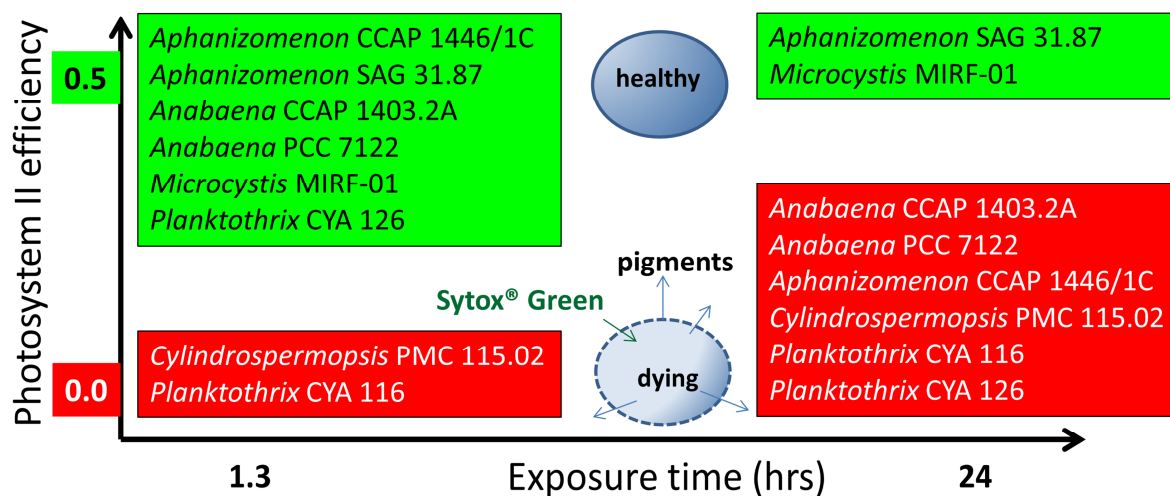 Photosystem II efficiency
0.5
0.0
Aphanizomenon CCAP 1446/1C
Aphanizomenon SAG 31.87
Anabaena CCAP 1403.2A
Anabaena PCC 7122
Microcystis MIRF-01
Planktothrix CYA 126
Cylindrospermopsis PMC 115.02
Planktothrix CYA 116
healthy
pigments
Sytox® Green
dying
Aphanizomenon SAG 31.87
Microcystis MIRF-01
Anabaena CCAP 1403.2A
Anabaena PCC 7122
Aphanizomenon CCAP 1446/1C
Cylindrospermopsis PMC 115.02
Planktothrix CYA 116
Planktothrix CYA 126
1.3
Exposure time (hrs)
24